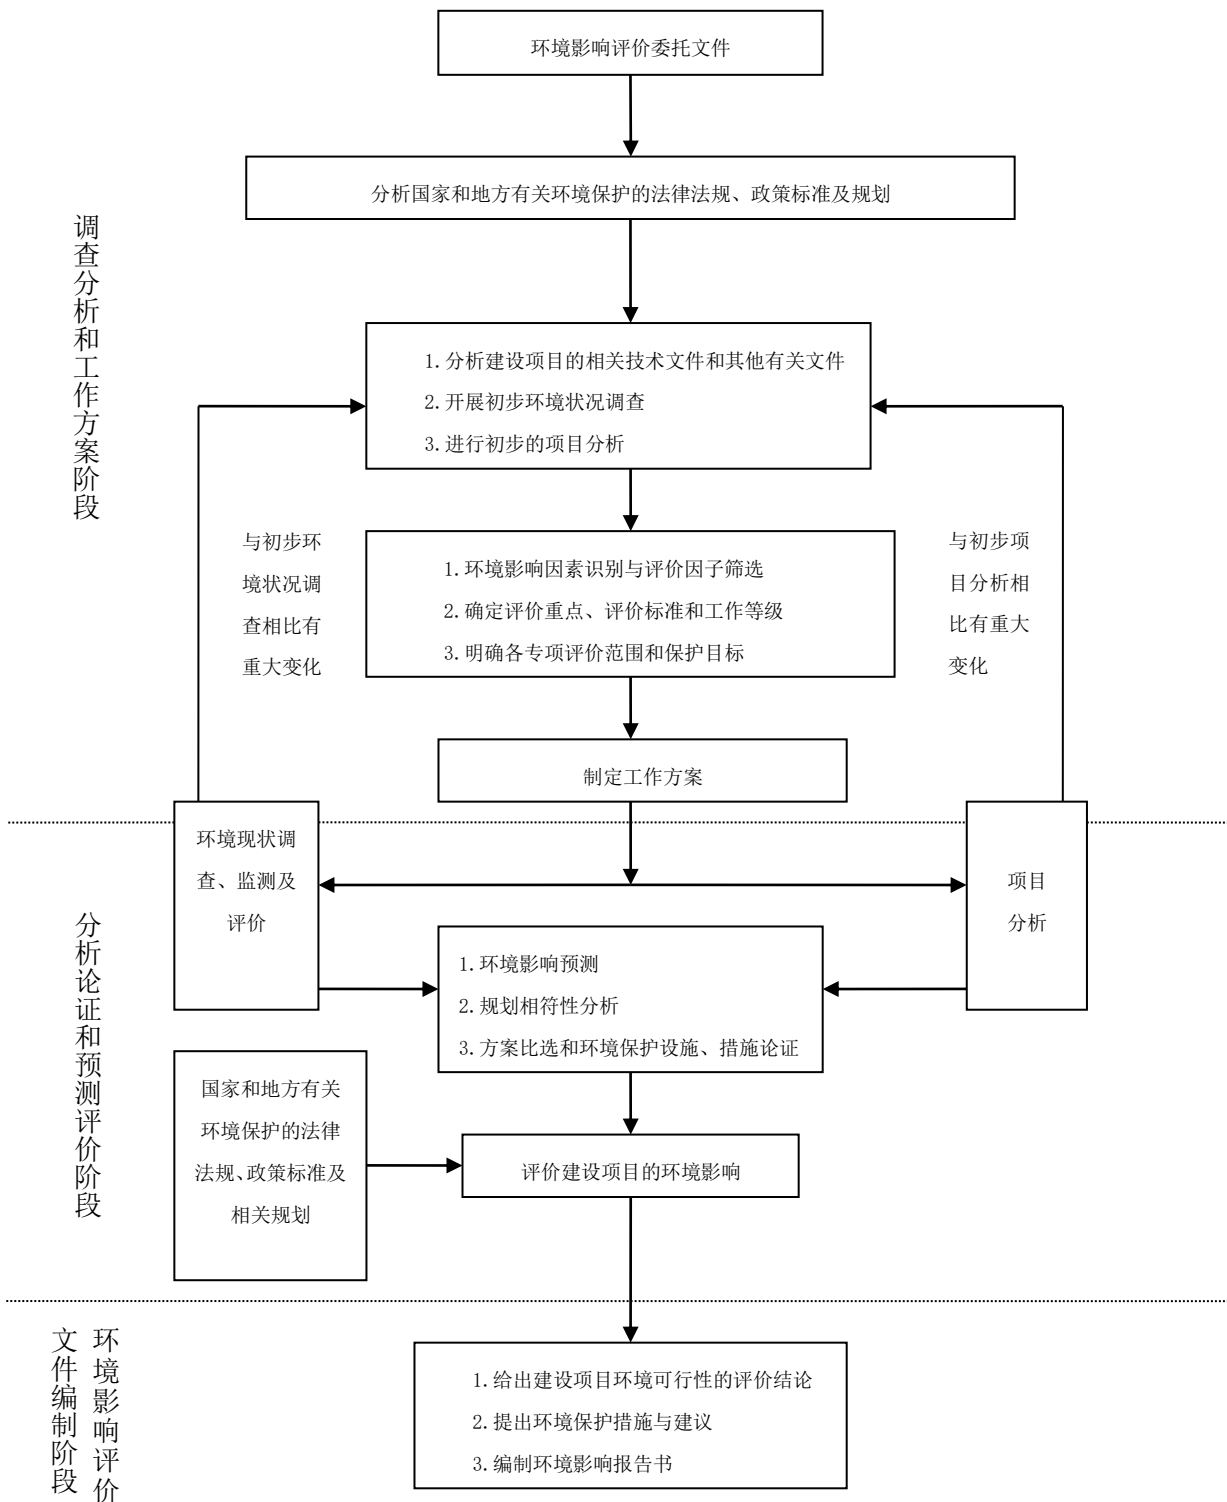 环境影响评价委托文件
分析国家和地方有关环境保护的法律法规、政策标准及规划
调查分析和工作方案阶段
1.分析建设项目的相关技术文件和其他有关文件
2.开展初步环境状况调查
3.进行初步的项目分析
与初步环
境状况调
查相比有
重大变化
1.环境影响因素识别与评价因子筛选
2.确定评价重点、评价标准和工作等级
3.明确各专项评价范围和保护目标
与初步项
目分析相
比有重大
变化
制定工作方案
环境现状调
查、监测及
评价
项目
分析
分析论证和预测评价阶段
1.环境影响预测
2.规划相符性分析
3.方案比选和环境保护设施、措施论证
国家和地方有关
环境保护的法律
法规、政策标准及
相关规划
评价建设项目的环境影响
环境影响评价
文件编制阶段
1.给出建设项目环境可行性的评价结论
2.提出环境保护措施与建议
3.编制环境影响报告书